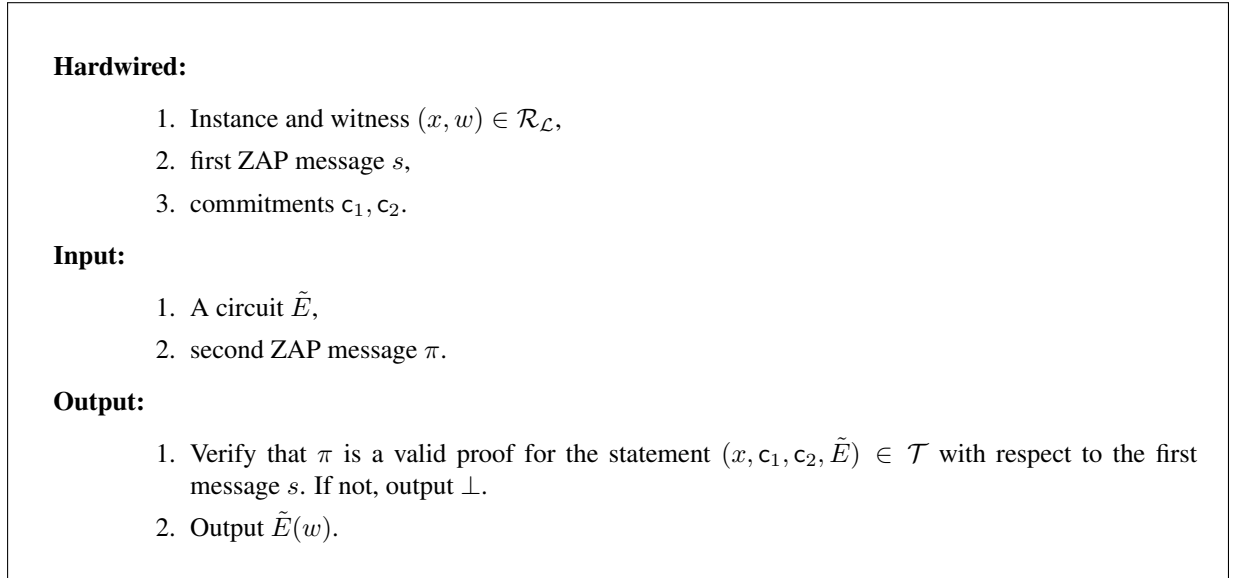 Hardwired:
1. Instance and witness (x, w) ∈ R_L,
2. first ZAP message s,
3. commitments c₁, c₂.
Input:
1. A circuit Ẽ,
2. second ZAP message π.
Output:
1. Verify that π is a valid proof for the statement (x, c₁, c₂, Ẽ) ∈ T with respect to the first
message s. If not, output ⊥.
2. Output Ẽ(w).